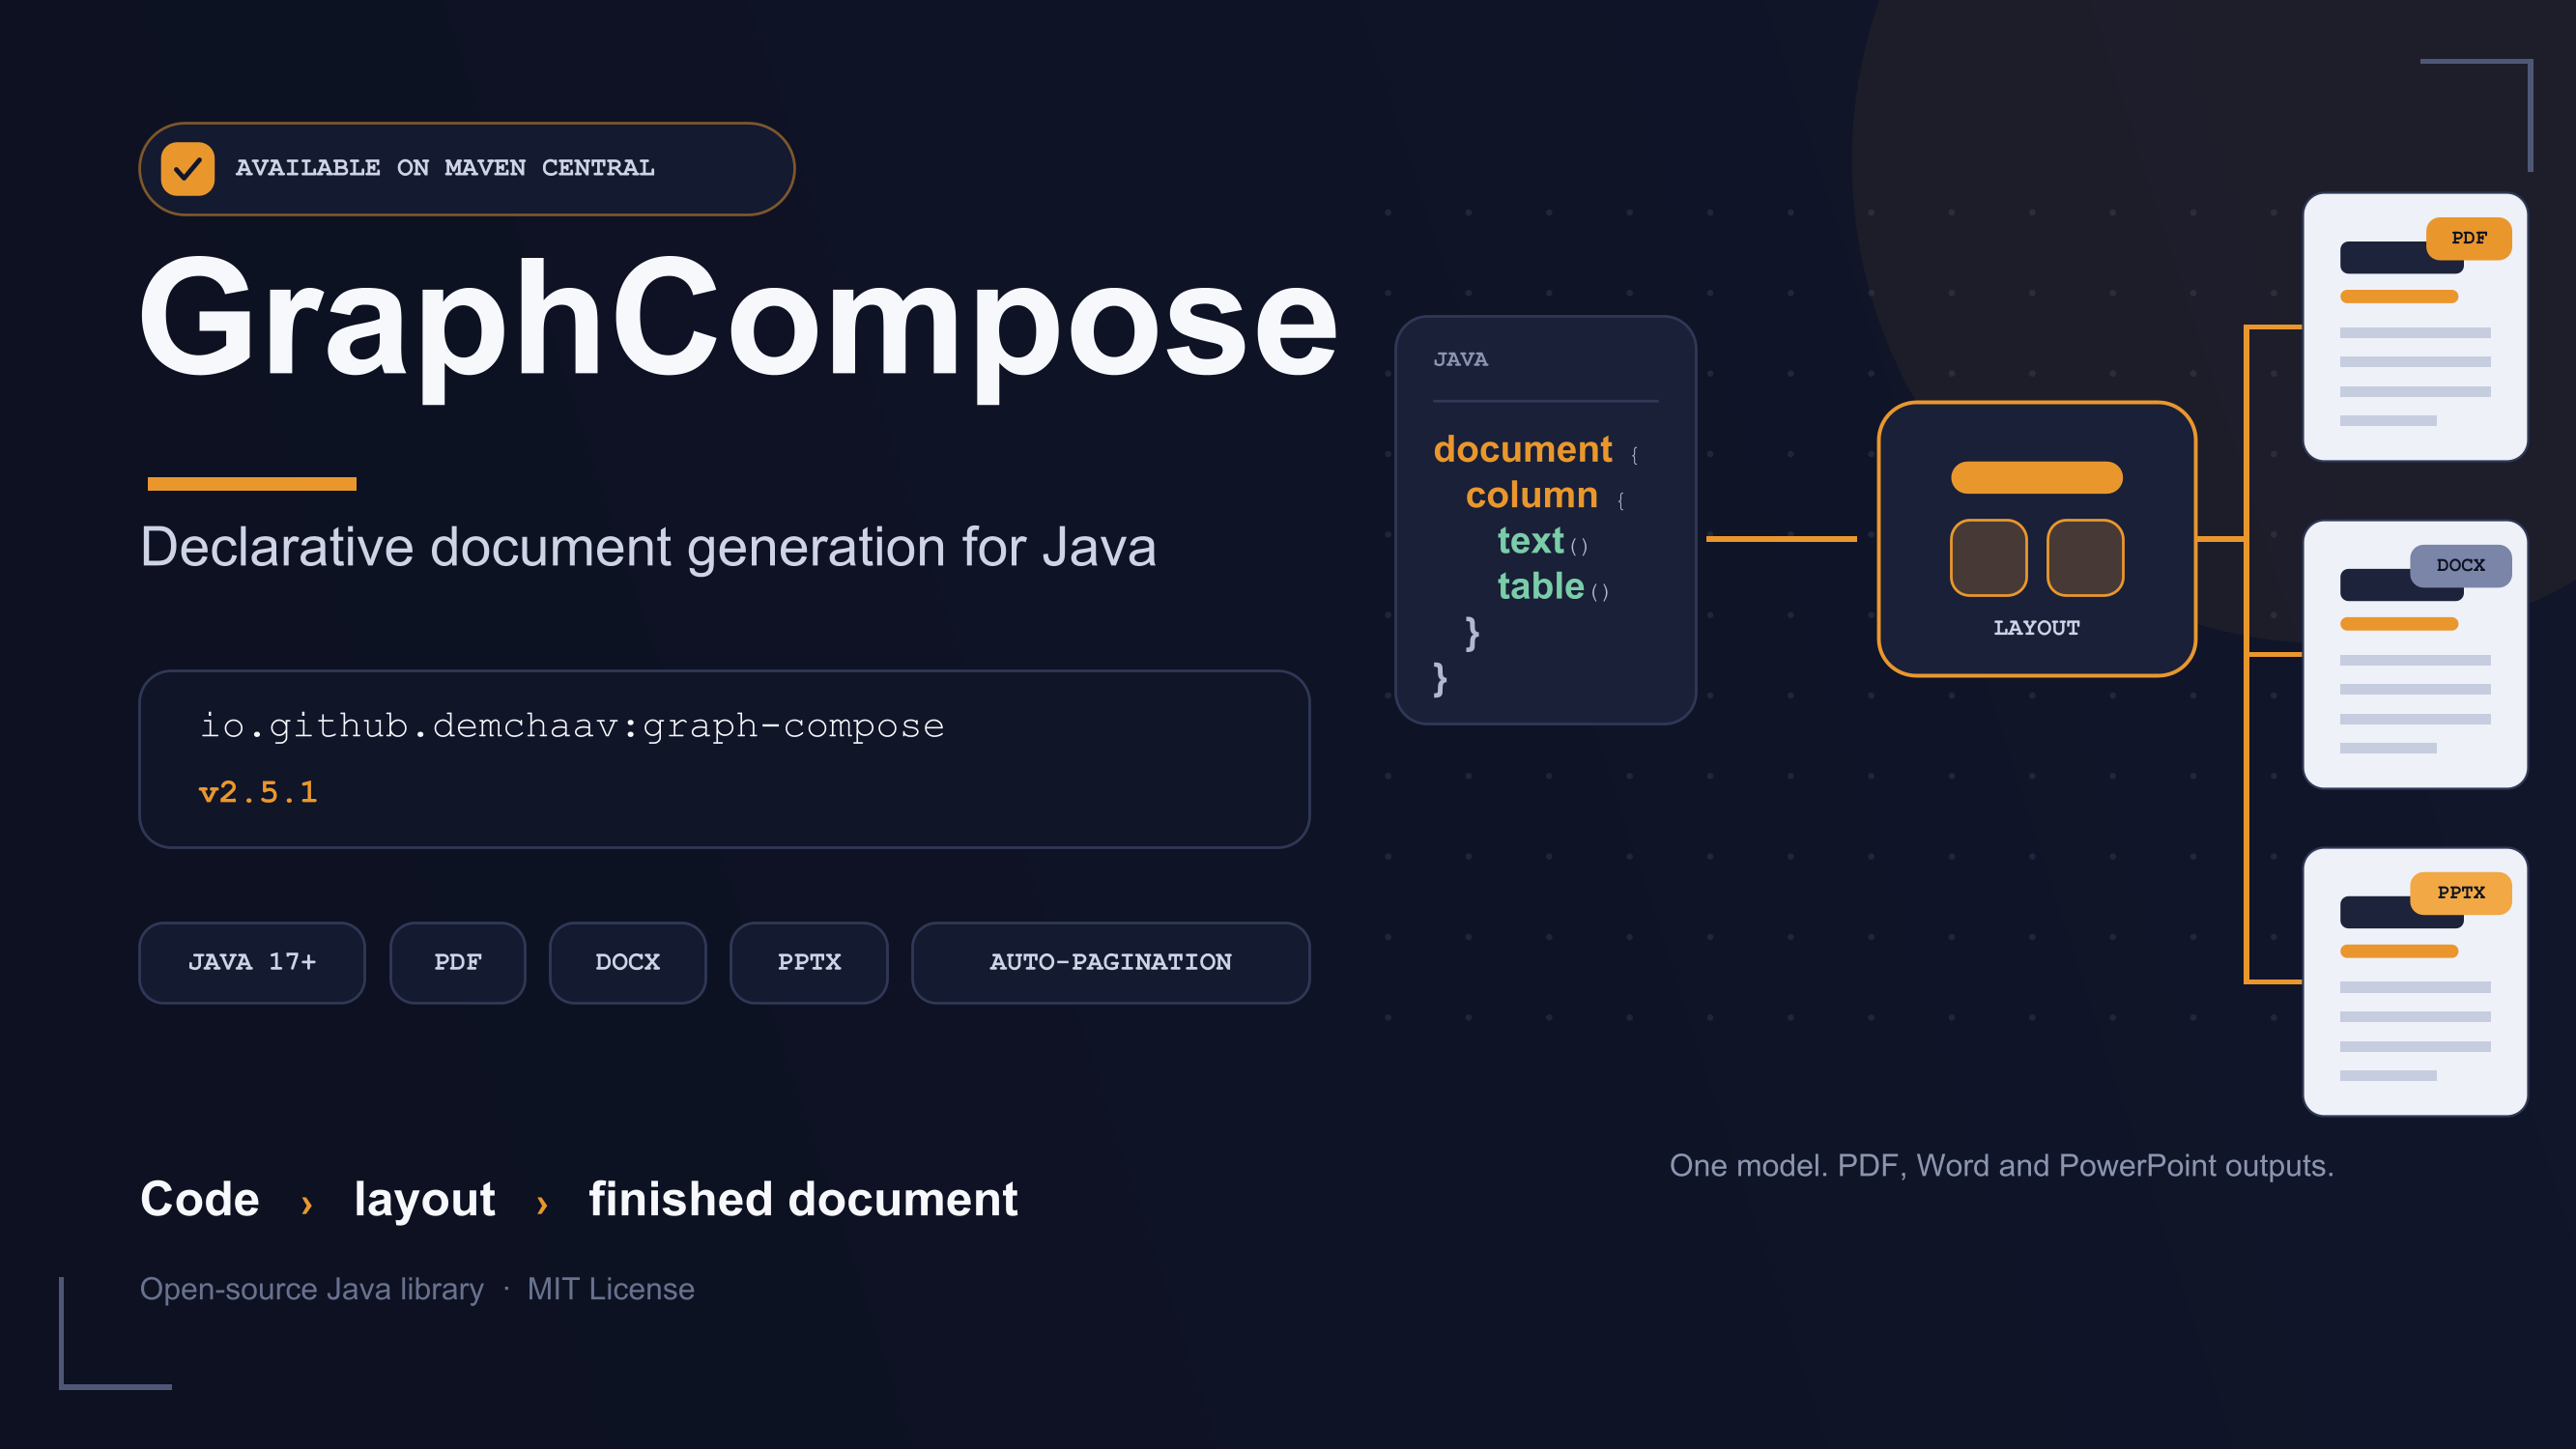 AVAILABLE ON MAVEN CENTRAL
GraphCompose
Declarative document generation for Java
io.github.demchaav:graph-compose
v2.5.1
JAVA 17+
PDF
DOCX
PPTX
AUTO-PAGINATION
Code › layout › finished document
Open-source Java library · MIT License
JAVA
document {
column {
text()
table()
}
}
LAYOUT
PDF
DOCX
PPTX
One model. PDF, Word and PowerPoint outputs.